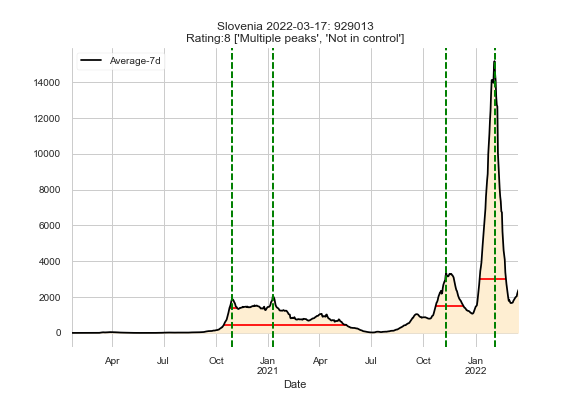 Slovenia 2022-03-17: 929013
Rating:8 ['Multiple peaks', 'Not in control']
Average-7d
14000
12000
10000
8000
6000
4000
2000
0
Apr Jul Oct Jan Apr Jul Oct Jan
2021 2022
Date